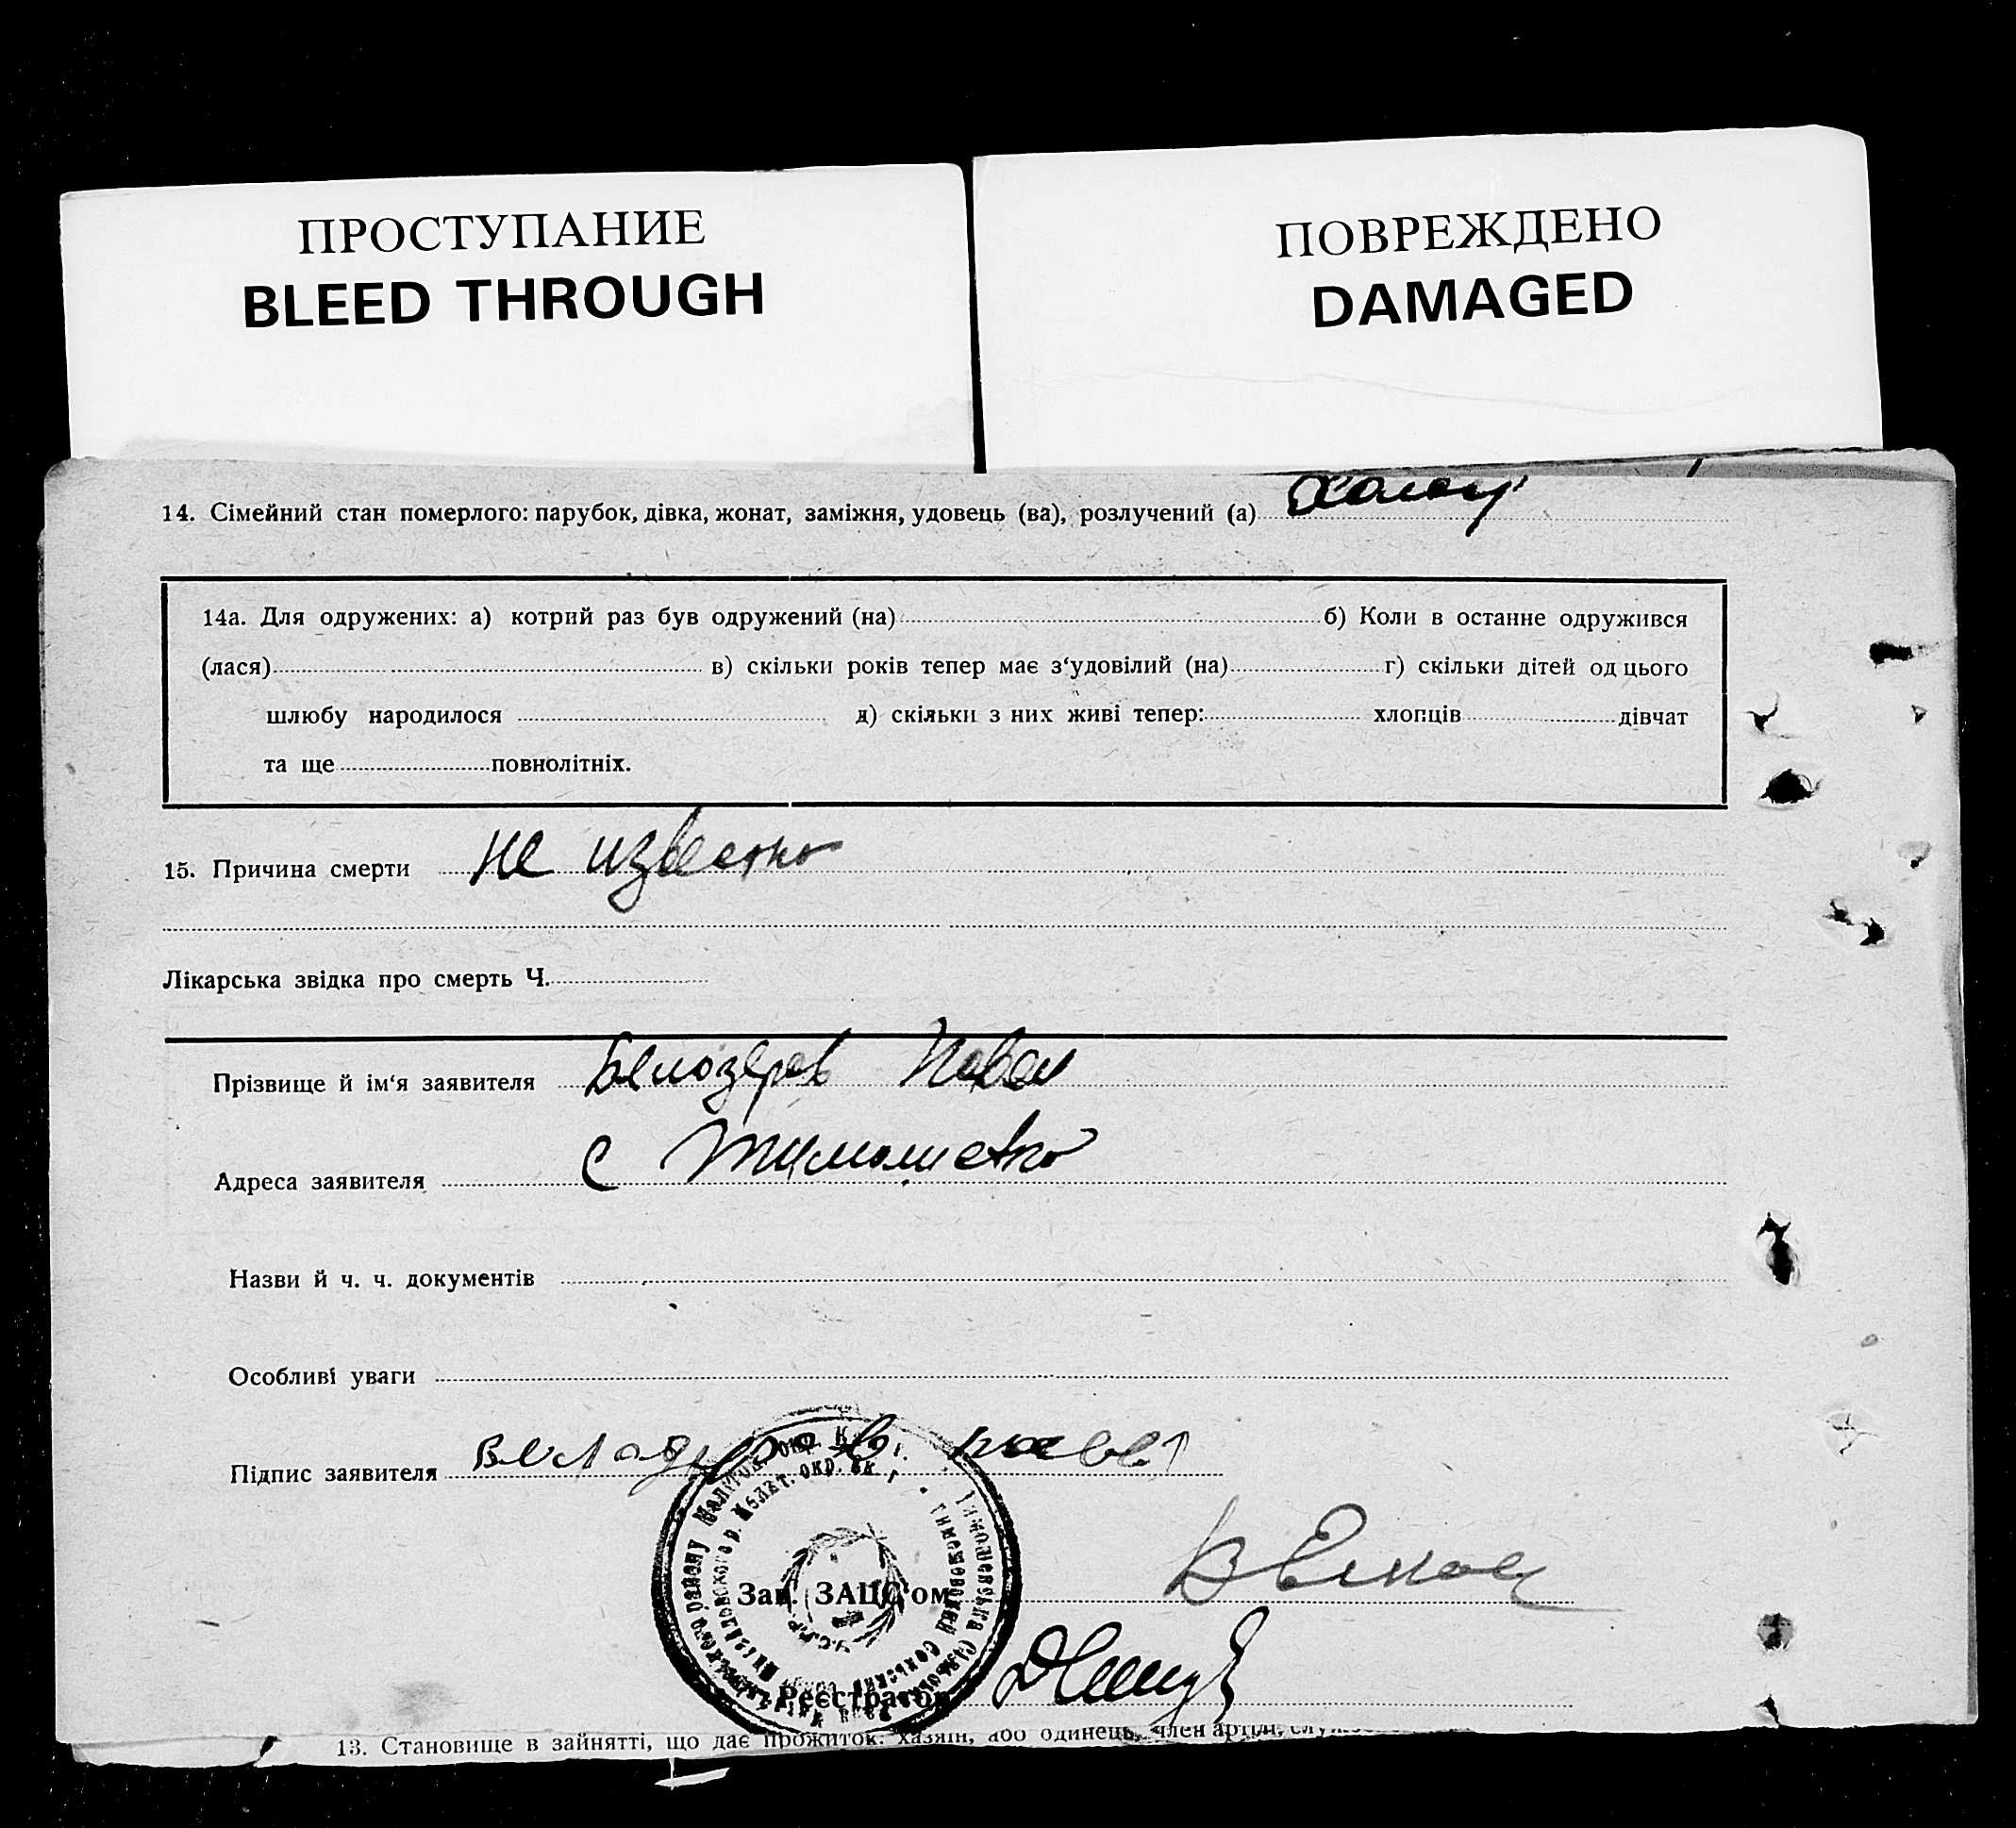 ПРОСТУПАНИЕ
BLEED THROUGH
ПОВРЕЖДЕНО
DAMAGED
14. Сімейний стан померлого: парубок, дівка, жонат, заміжня, удовець (ва), розлучений (а)
14а. Для одружених: а) котрий раз був одружений (на) б) Коли в останне одружився
(лася) в) скільки років тепер має з‘удовілий (на) г) скільки дітей од цього
шлюбу народилося д) скільки з них живі тепер: хлопців дівчат
та ще повнолітніх.
15. Причина смерти не известно
Лікарська звідка про смерть Ч.
Прізвище й ім‘я заявителя Белозеров Павел
Адреса заявителя с
Назви й ч. ч. документів
Особливі уваги
Підпис заявителя
Зав. ЗАЦС‘ом
Реєстратор
13. Становище в зайнятті, що дає прожиток: хазяїн, або одинець, член артілі,